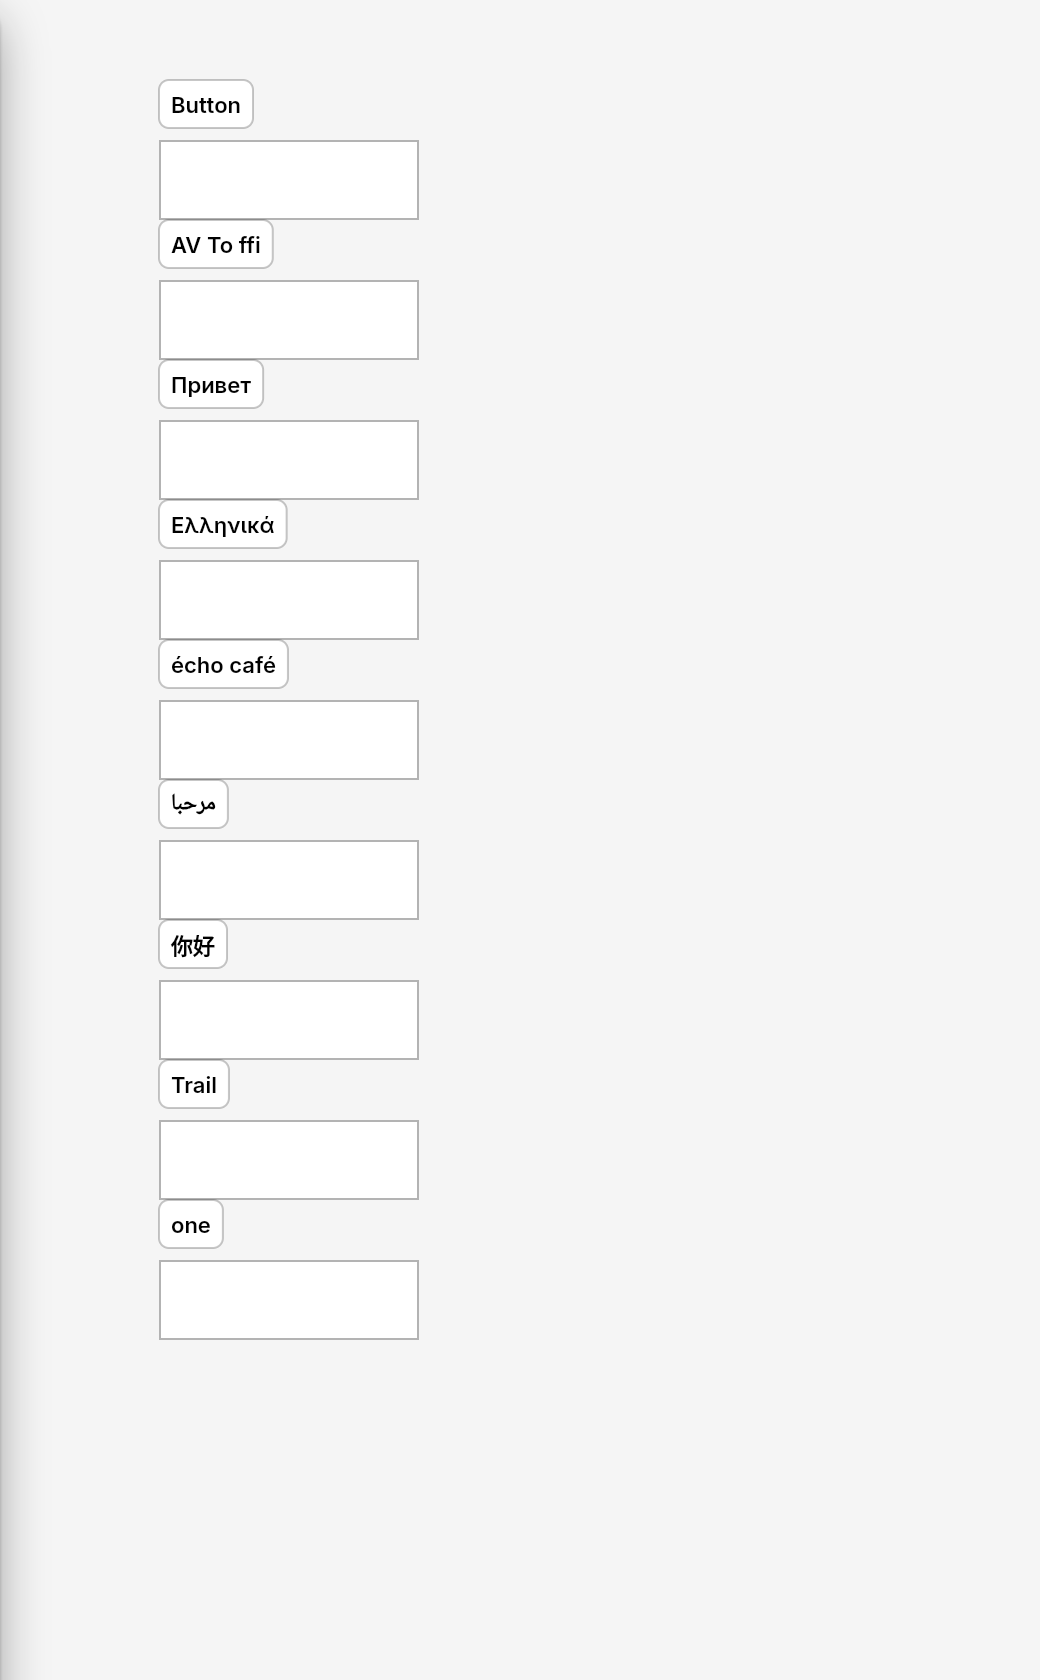 Button
AV To ffi
Привет
Ελληνικά
écho café
مرحبا
你好
Trail
one